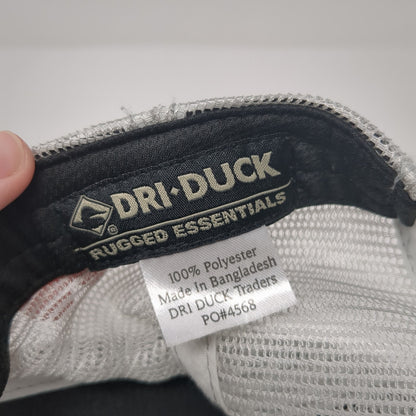 DRI·DUCK
®
RUGGED ESSENTIALS
100% Polyester
Made in Bangladesh
DRI DUCK Traders
PO#4568